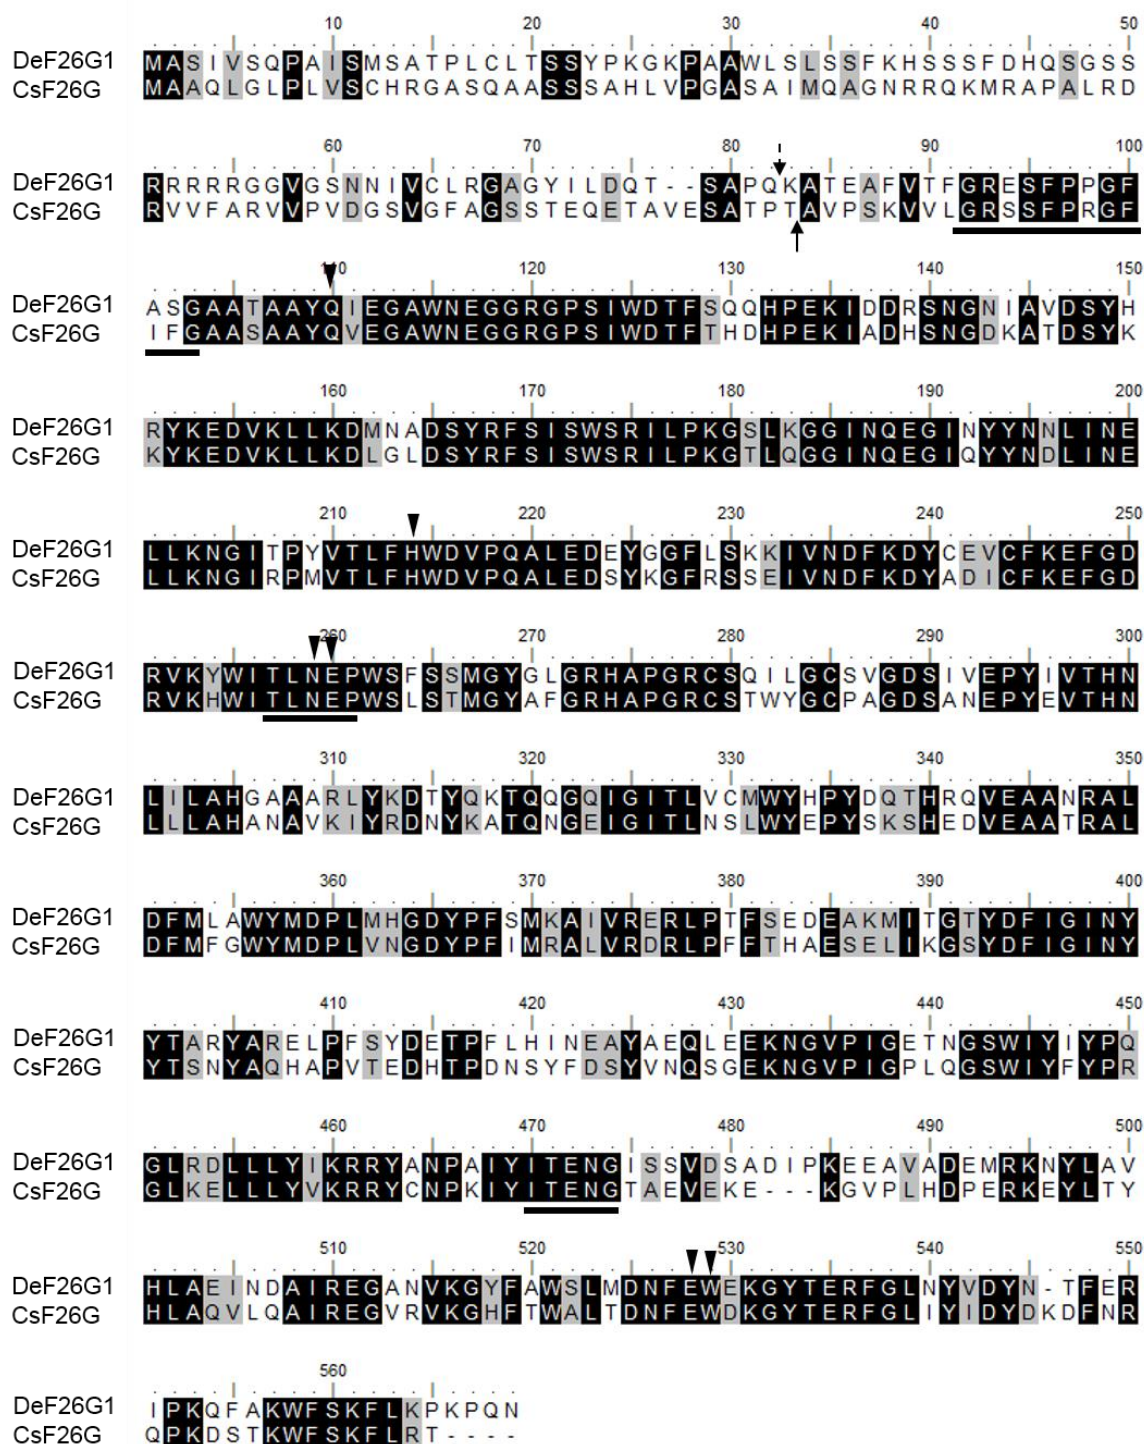 10 20 30 40 50
DeF26G1 MASIVSQPAISMSATPLCLTSSYPKGKPAAWLSLSSFKHSSSFDHQSGSS
CsF26G MAAQLGLPLVSCHRGASQAASSSAHLVPGASAIMQAGNRRQKMRAPALRD
60 70 80 90 100
DeF26G1 RRRRRGGVGSNNIVCLRGAGYILDQT--SAPQKATEAFVTFGRESFPPGF
CsF26G RVVFARVVPVDGSVGFAGSSTEQETAVESATPTAVPSKVVLGRSSFPRGF
110 120 130 140 150
DeF26G1 ASGAATAAYQIEGAWNEGGRGPSIWDTFSQQHPEKIDDRSNGNIAVDSYH
CsF26G IFGAASAAYQVEGAWNEGGRGPSIWDTFTHDHPEKIADHSNGDKATDSYK
160 170 180 190 200
DeF26G1 RYKEDVKLLKDMNADSYRFSISWSRILPKGSLKGGINQEGINYYNNLINE
CsF26G KYKEDVKLLKDLGLDSYRFSISWSRILPKGTLQGGINQEGIQYYNDLINE
210 220 230 240 250
DeF26G1 LLKNGITPYVTLFHWDVPQALEDEYGGFLSKKIVNDFKDYCEVCFKEFGD
CsF26G LLKNGIRPMVTLFHWDVPQALEDSYKGFRSSEIVNDFKDYADICFKEFGD
260 270 280 290 300
DeF26G1 RVKYWITLNEPWSFSSMGYGLGRHAPGRCSQILGCSVGDSIVEPYIVTHN
CsF26G RVKHWITLNEPWSLSTMGYAFGRHAPGRCSTWYGCPAGDSANEPYEVTHN
310 320 330 340 350
DeF26G1 LILAHGAAARLYKDTYQKTQQGQIGITLVCMWYHPYDQTHRQVEAANRAL
CsF26G LLLAHANAVKIYRDNYKATQNGEIGITLNSLWYEPYSKSHEDVEAATRAL
360 370 380 390 400
DeF26G1 DFMLAWYMDPLMHGDYPFSMKAIVRERLPTFSEDEAKMITGTYDFIGINY
CsF26G DFMFGWYMDPLVNGDYPFIMRALVRDRLPFFTHAESELIKGSYDFIGINY
410 420 430 440 450
DeF26G1 YTARYARELPFSYDETPFLHINEAYAEQLEEKNGVPIGETNGSWIYIYPQ
CsF26G YTSNYAQHAPVTEDHTPDNSYFDSYVNQSGEKNGVPIGPLQGSWIYFYPR
460 470 480 490 500
DeF26G1 GLRDLLLYIKRRYANPAIYITENGISSVDSADIPKEEAVADEMRKNYLAV
CsF26G GLKELLLYVKRRYCNPKIYITENGTAEVEKE---KGVPLHDPERKEYLTY
510 520 530 540 550
DeF26G1 HLAEINDAIREGANVKGYFAWSLMDNFEWEKGYTERFGLNYVDYN-TFER
CsF26G HLAQVLQAIREGVRVKGHFTWALTDNFEWDKGYTERFGLIYIDYDKDFNR
560
DeF26G1 IPKQFAKWFSKFLKPKPQN
CsF26G QPKDSTKWFSKFLRT----